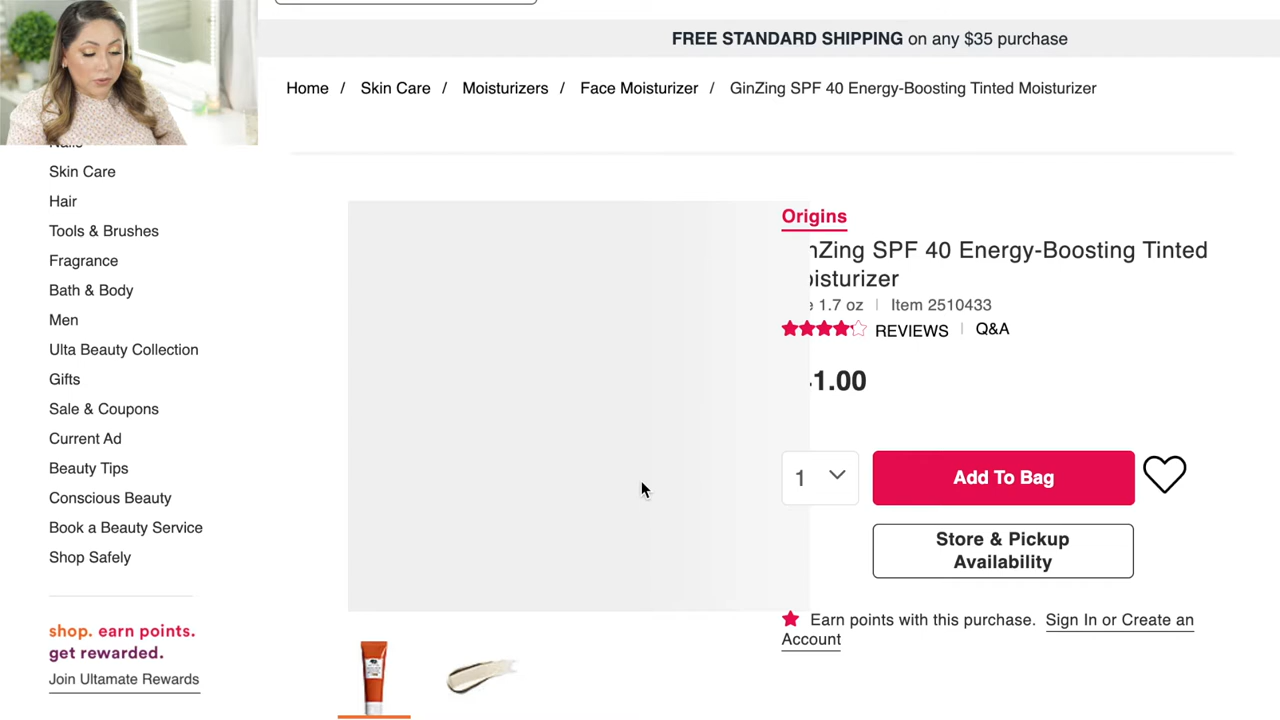 FREE STANDARD SHIPPING on any $35 purchase
Home / Skin Care / Moisturizers / Face Moisturizer / GinZing SPF 40 Energy-Boosting Tinted Moisturizer
Skin Care
Hair
Tools & Brushes
Fragrance
Bath & Body
Men
Ulta Beauty Collection
Gifts
Sale & Coupons
Current Ad
Beauty Tips
Conscious Beauty
Book a Beauty Service
Shop Safely
shop. earn points.
get rewarded.
Join Ultamate Rewards
Origins
nZing SPF 40 Energy-Boosting Tinted
oisturizer
e 1.7 oz | Item 2510433
REVIEWS | Q&A
1.00
1
Add To Bag
Store & Pickup
Availability
Earn points with this purchase. Sign In or Create an
Account